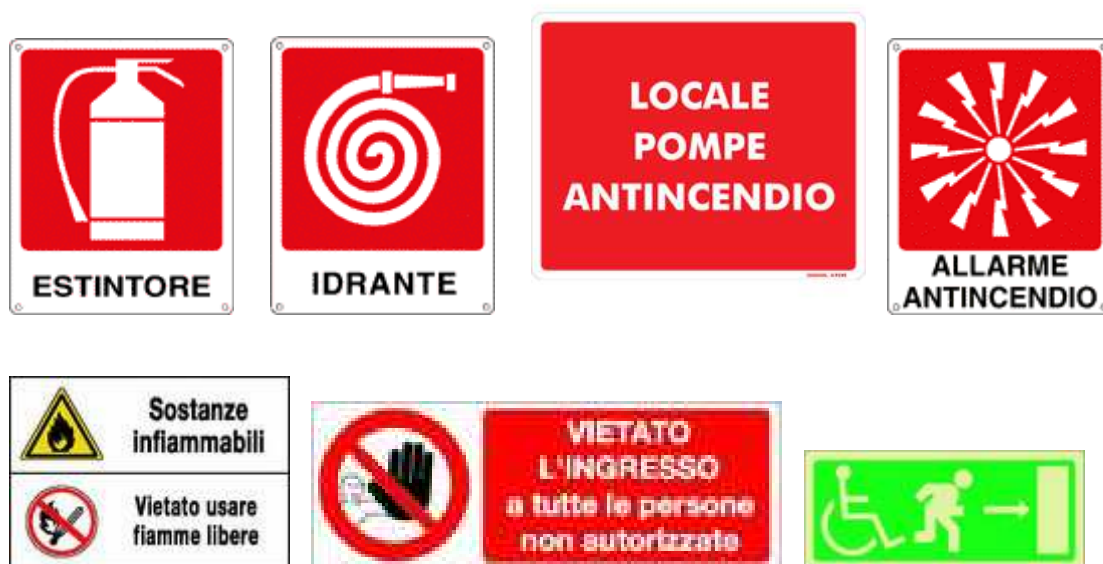 ESTINTORE
IDRANTE
LOCALE
POMPE
ANTINCENDIO
ALLARME
ANTINCENDIO
Sostanze
infiammabili
Vietato usare
fiamme libere
VIETATO
L'INGRESSO
a tutte le persone
non autorizzate